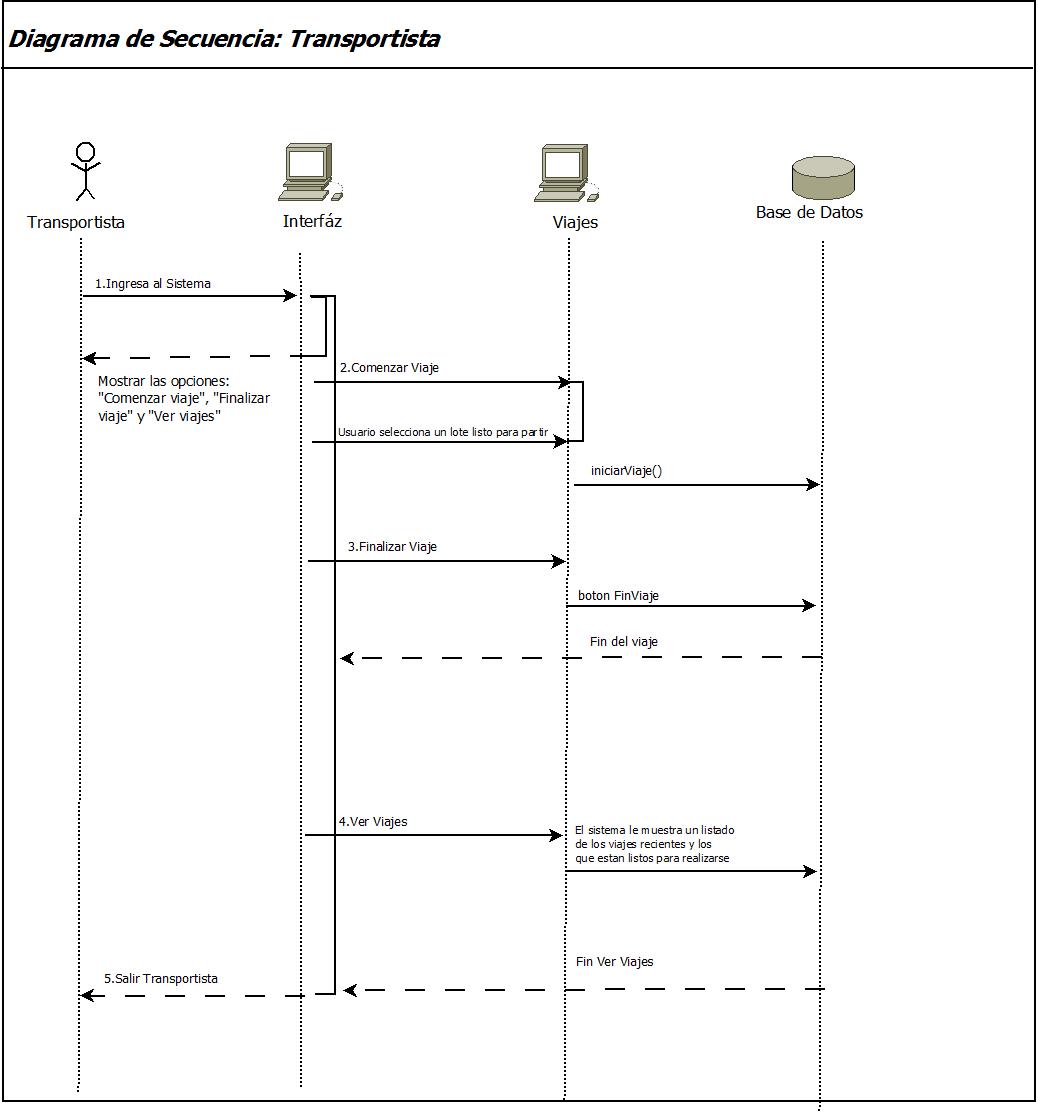 Diagrama de Secuencia: Transportista
Transportista
Interfáz
Viajes
Base de Datos
1.Ingresa al Sistema
Mostrar las opciones:
"Comenzar viaje", "Finalizar
viaje" y "Ver viajes"
2.Comenzar Viaje
Usuario selecciona un lote listo para partir
iniciarViaje()
3.Finalizar Viaje
boton FinViaje
Fin del viaje
4.Ver Viajes
El sistema le muestra un listado
de los viajes recientes y los
que estan listos para realizarse
Fin Ver Viajes
5.Salir Transportista